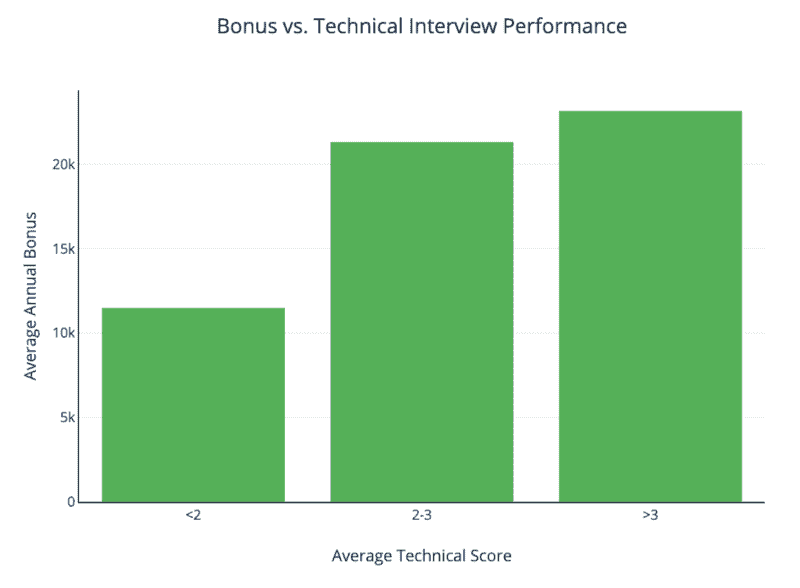 Bonus vs. Technical Interview Performance
Average Annual Bonus
20k
15k
10k
5k
0
<2
2-3
>3
Average Technical Score